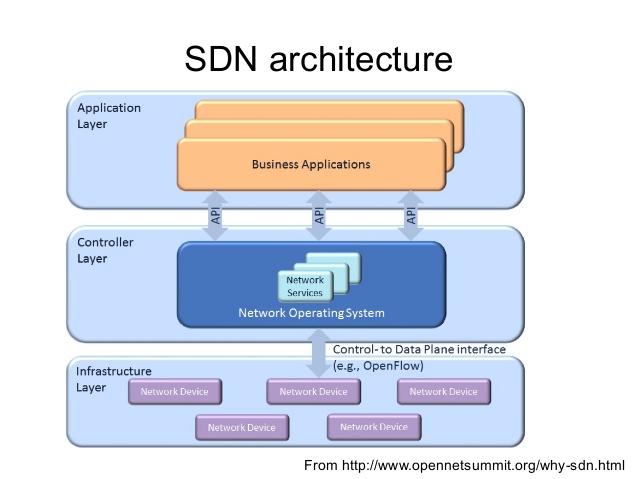 SDN architecture
Application
Layer
Business Applications
API
API
API
Controller
Layer
Network
Services
Network Operating System
Control- to Data Plane interface
(e.g., OpenFlow)
Infrastructure
Layer
Network Device
Network Device
Network Device
Network Device
Network Device
From http://www.opennetsummit.org/why-sdn.html